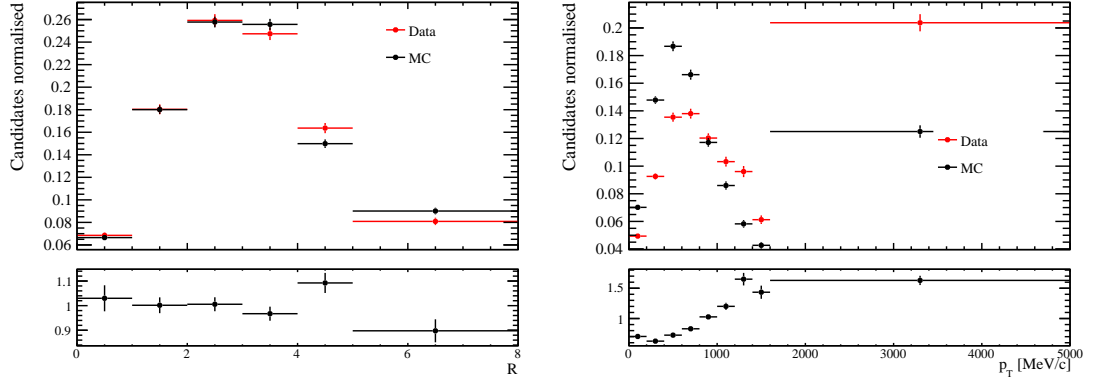 Candidates normalised
0.26
0.24
0.22
0.2
0.18
0.16
0.14
0.12
0.1
0.08
0.06
Data
MC
1.1
1
0.9
0 2 4 6 8
R
Candidates normalised
0.2
0.18
0.16
0.14
0.12
0.1
0.08
0.06
0.04
Data
MC
1.5
1
0 1000 2000 3000 4000 5000
p_T [MeV/c]